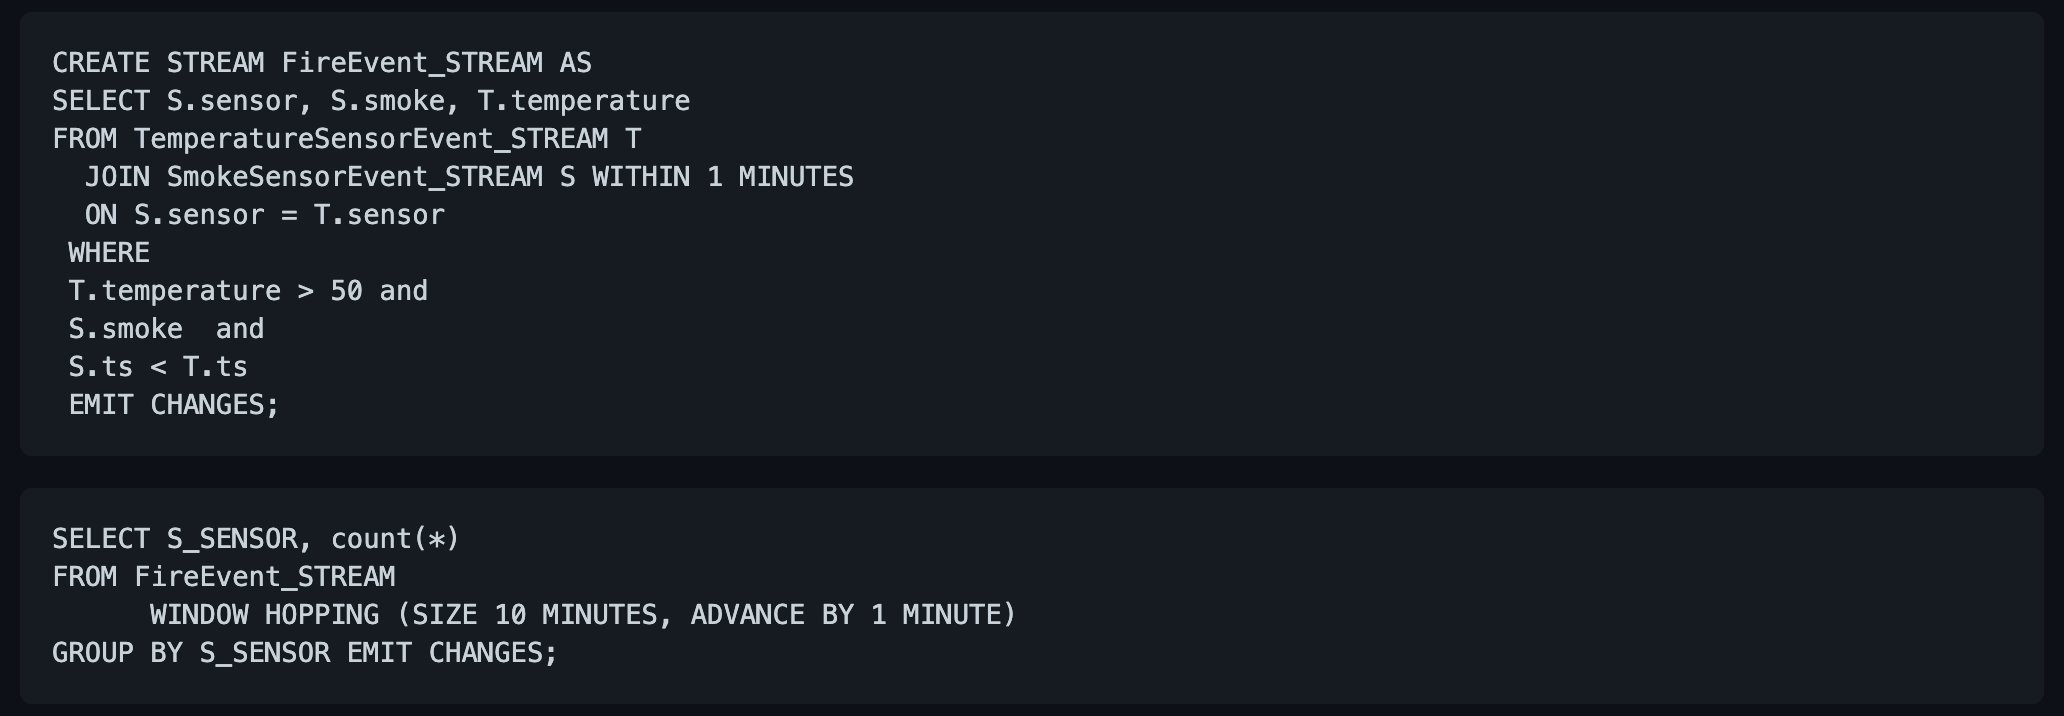 CREATE STREAM FireEvent_STREAM AS
SELECT S.sensor, S.smoke, T.temperature
FROM TemperatureSensorEvent_STREAM T
  JOIN SmokeSensorEvent_STREAM S WITHIN 1 MINUTES
  ON S.sensor = T.sensor
 WHERE
 T.temperature > 50 and
 S.smoke  and
 S.ts < T.ts
 EMIT CHANGES;
SELECT S_SENSOR, count(*)
FROM FireEvent_STREAM
      WINDOW HOPPING (SIZE 10 MINUTES, ADVANCE BY 1 MINUTE)
GROUP BY S_SENSOR EMIT CHANGES;